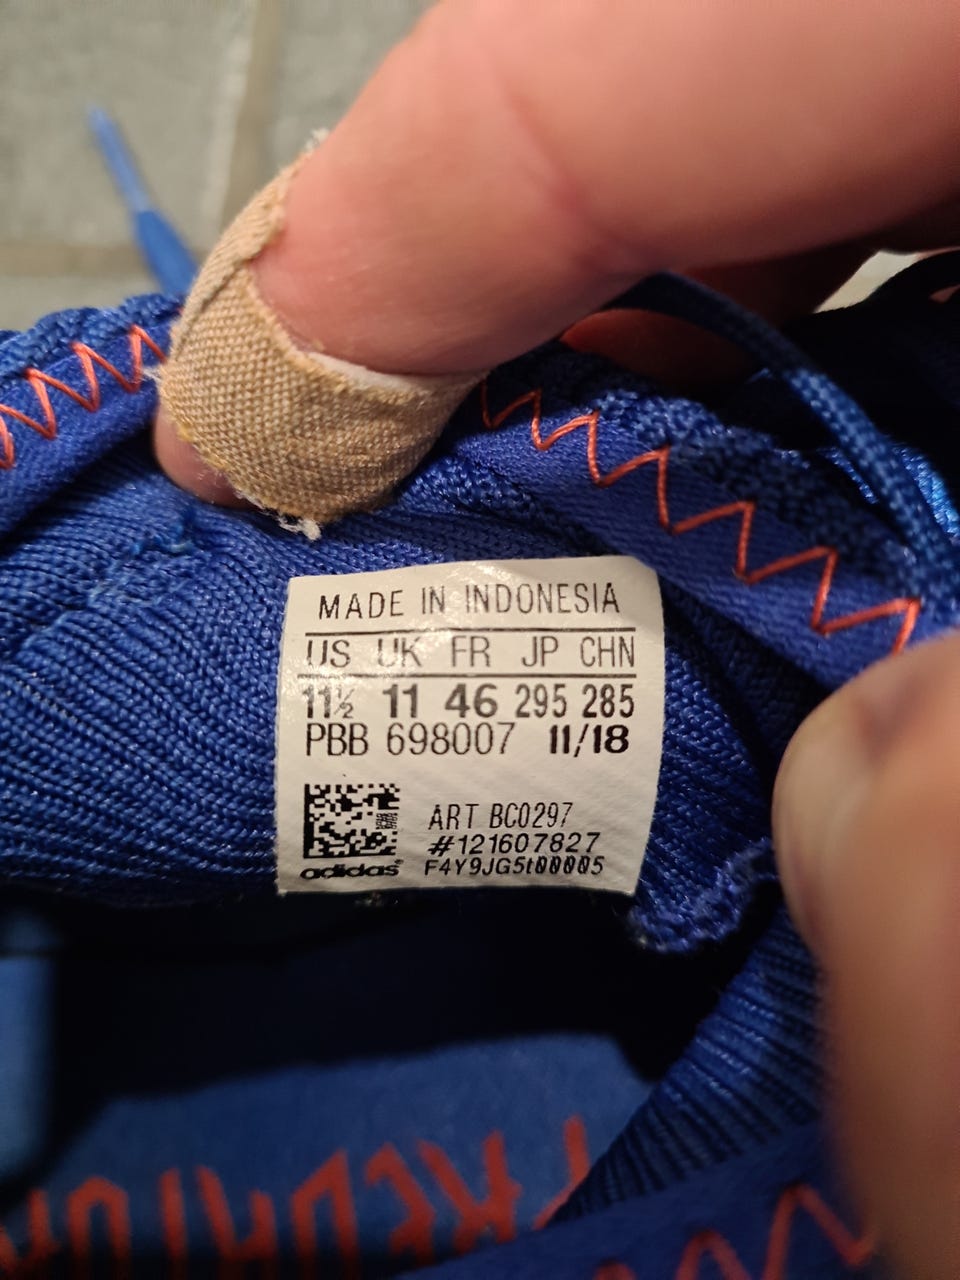 MADE IN INDONESIA
US UK FR JP CHN
11½ 11 46 295 285
PBB 698007 11/18
ART BC0297
#121607827
adidas F4Y9JG5t00005
PREDATOR